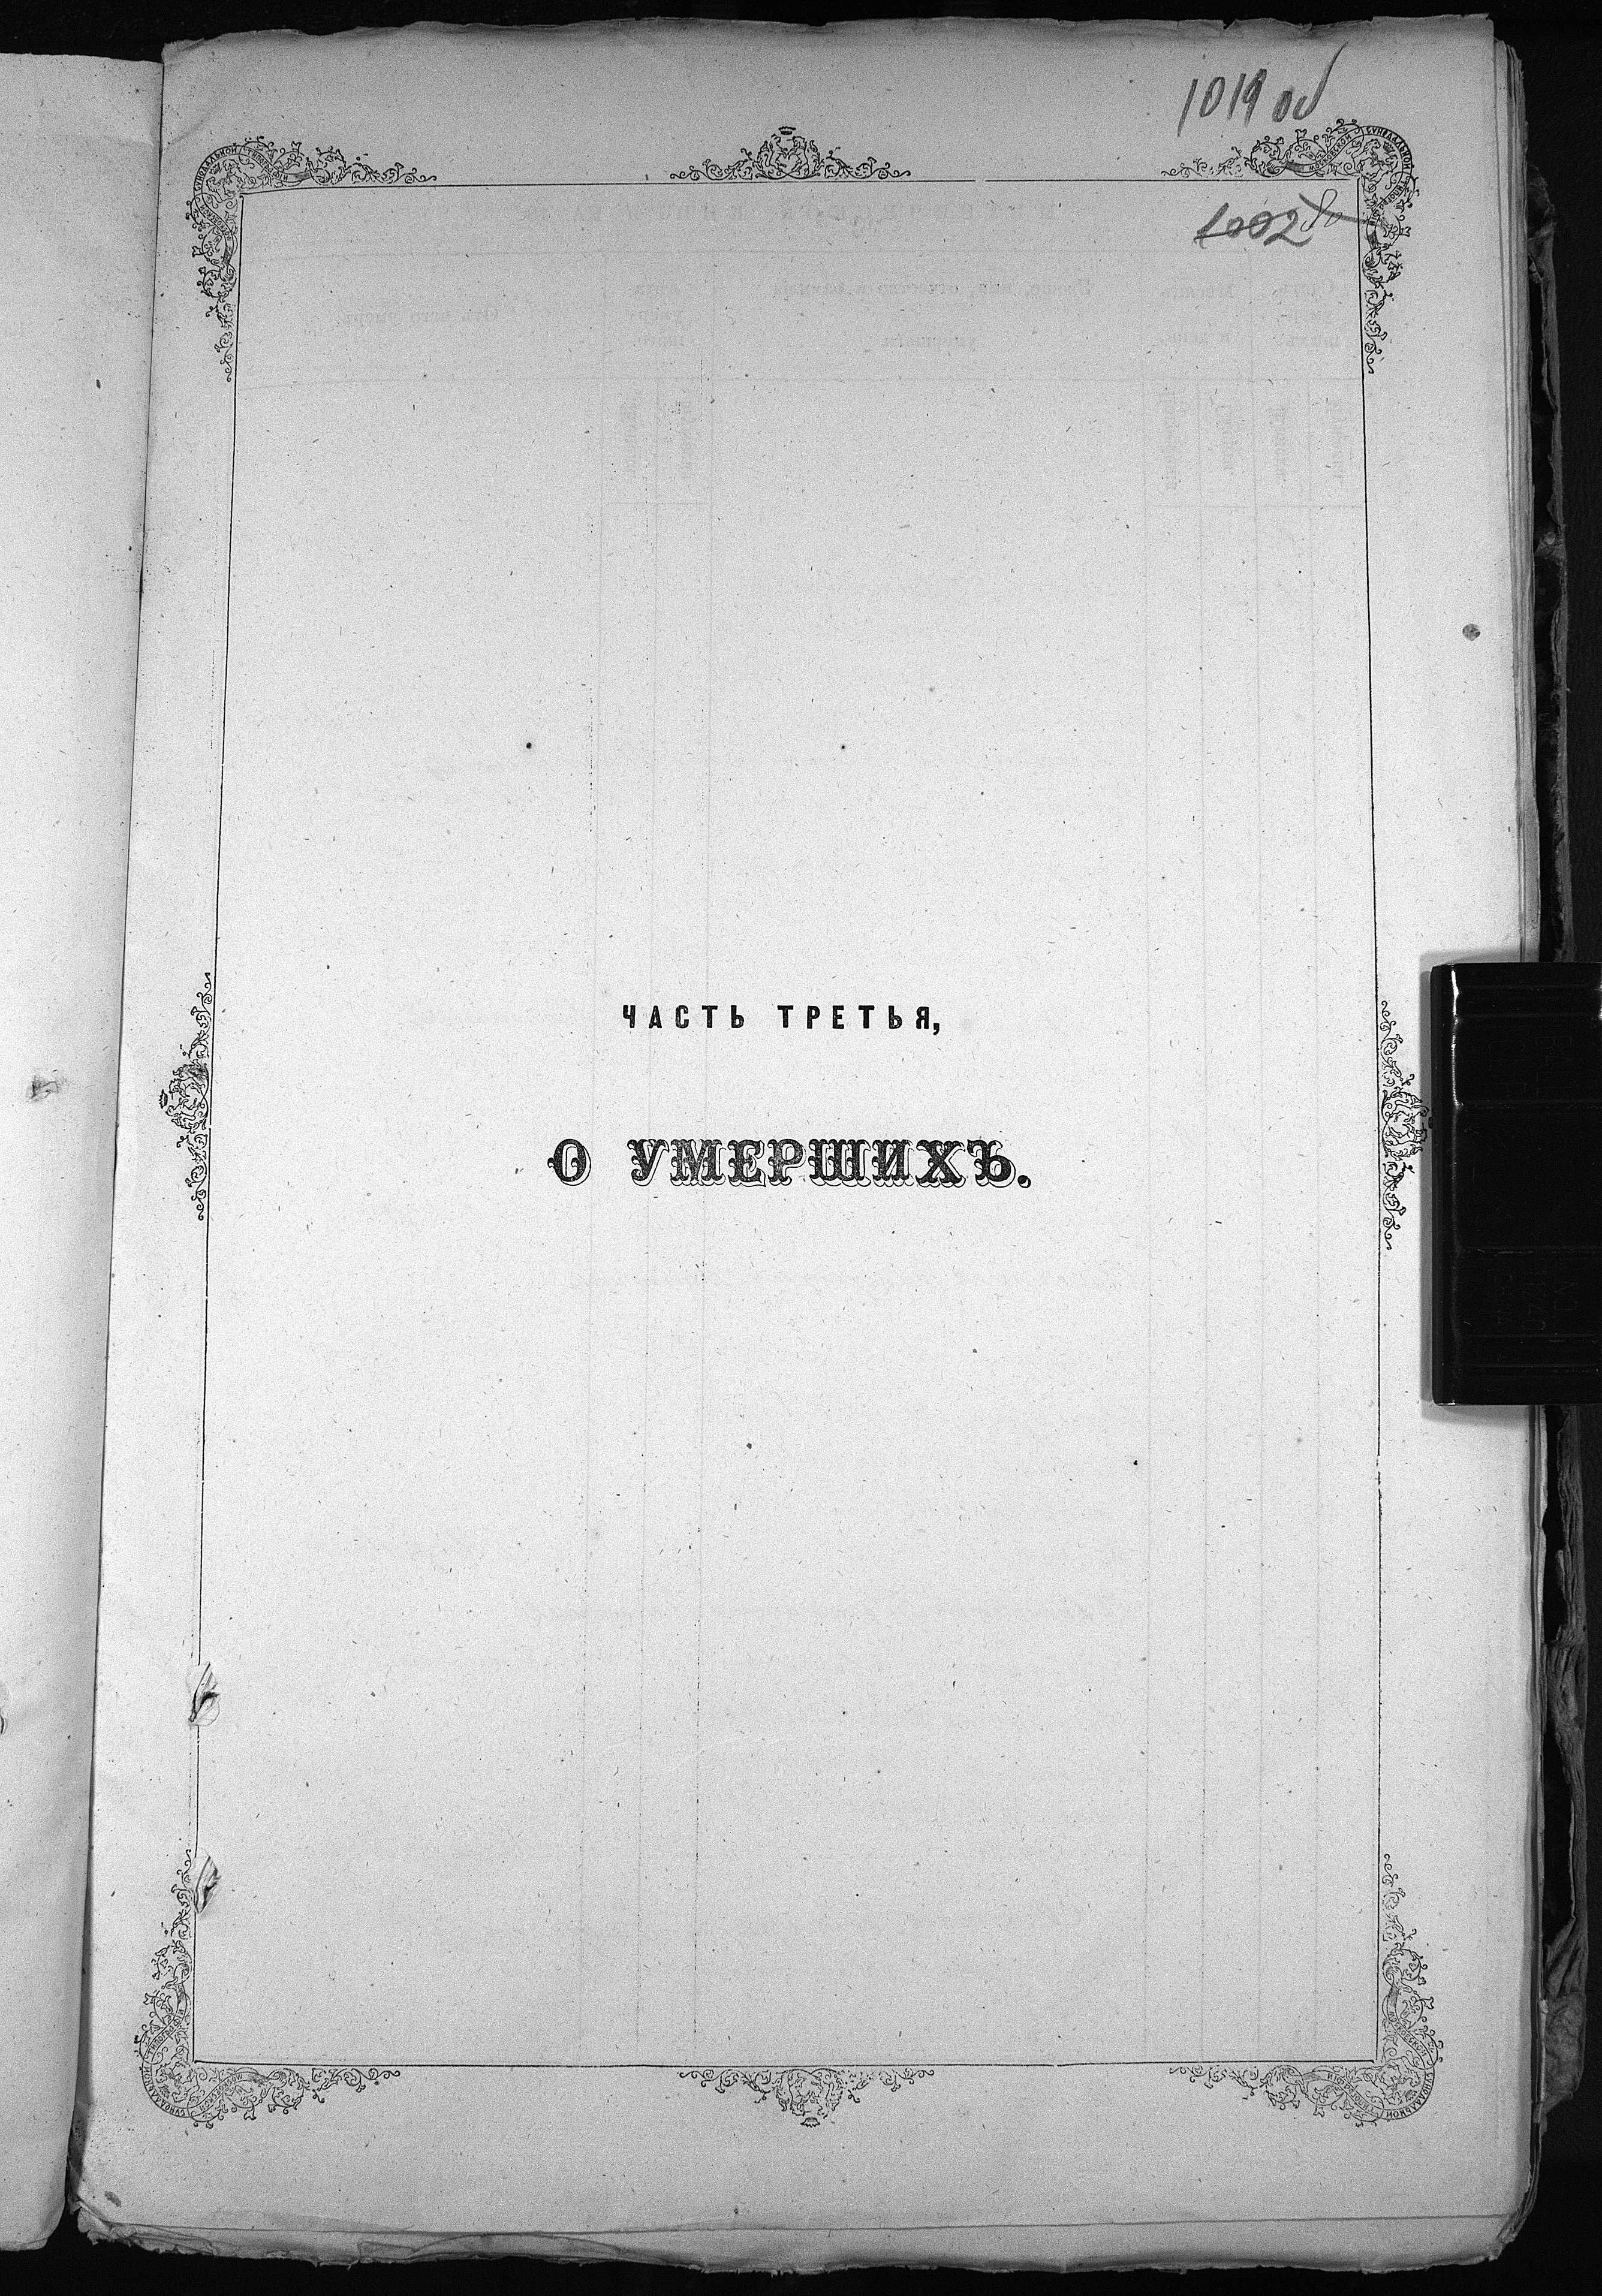 1019 об
1002
ЧАСТЬ ТРЕТЬЯ,
О УМЕРШИХЪ.